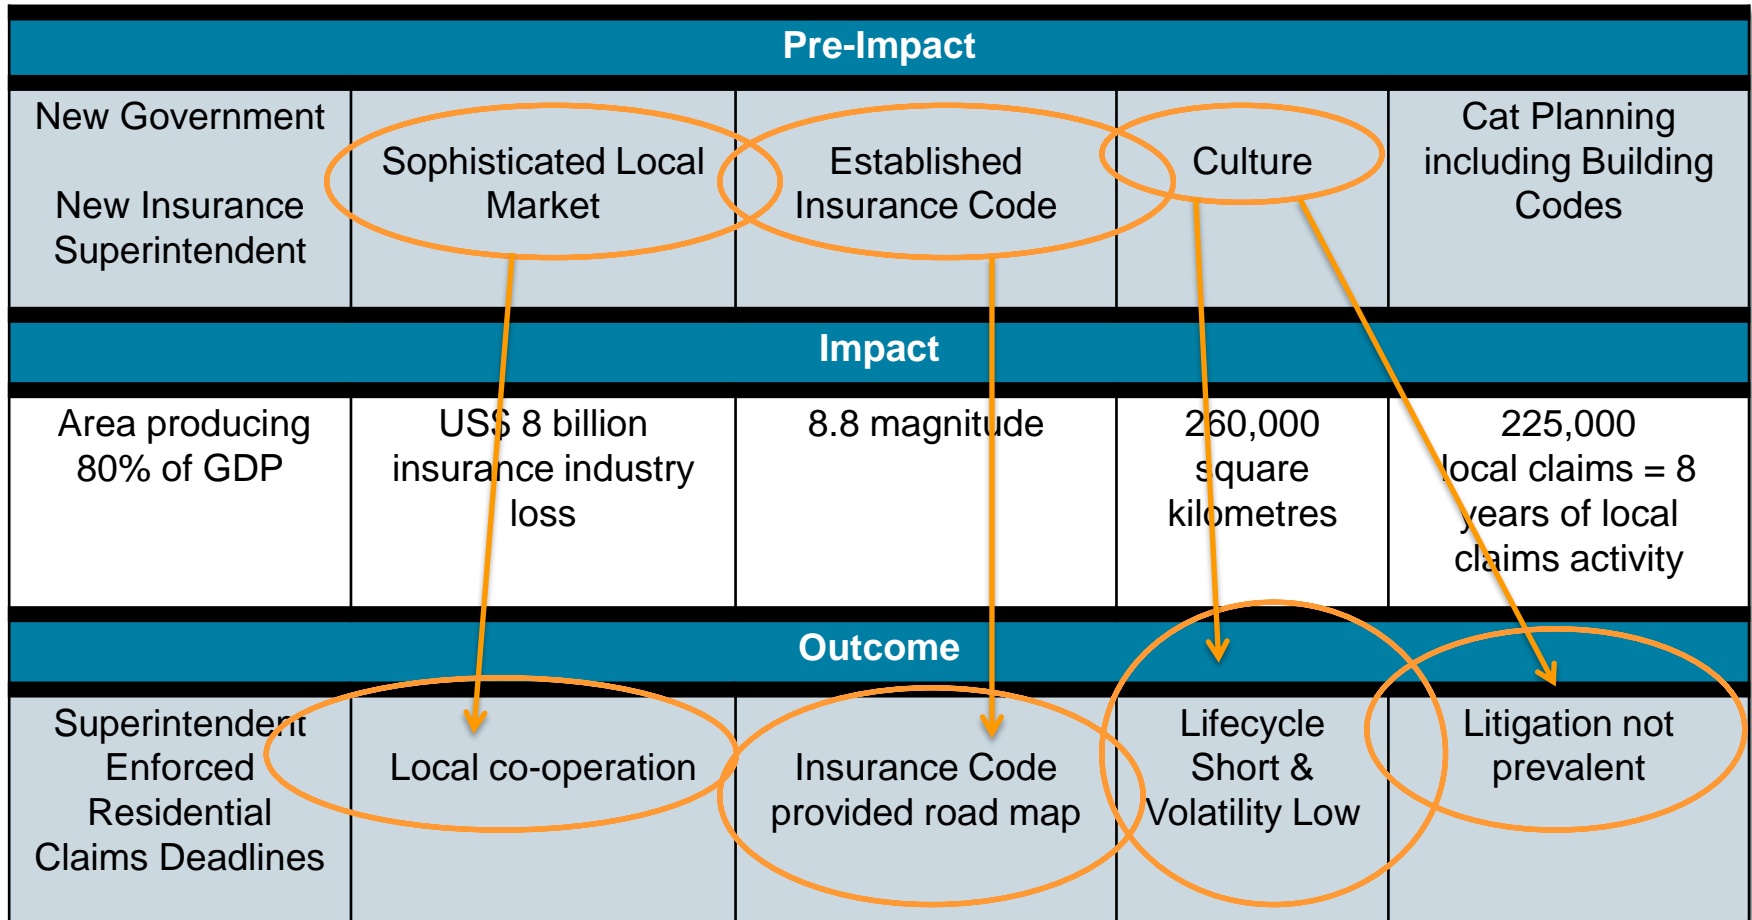 Pre-Impact
New Government
New Insurance
Superintendent
Sophisticated Local
Market
Established
Insurance Code
Culture
Cat Planning
including Building
Codes
Impact
Area producing
80% of GDP
US$ 8 billion
insurance industry
loss
8.8 magnitude
260,000
square
kilometres
225,000
local claims = 8
years of local
claims activity
Outcome
Superintendent
Enforced
Residential
Claims Deadlines
Local co-operation
Insurance Code
provided road map
Lifecycle
Short &
Volatility Low
Litigation not
prevalent